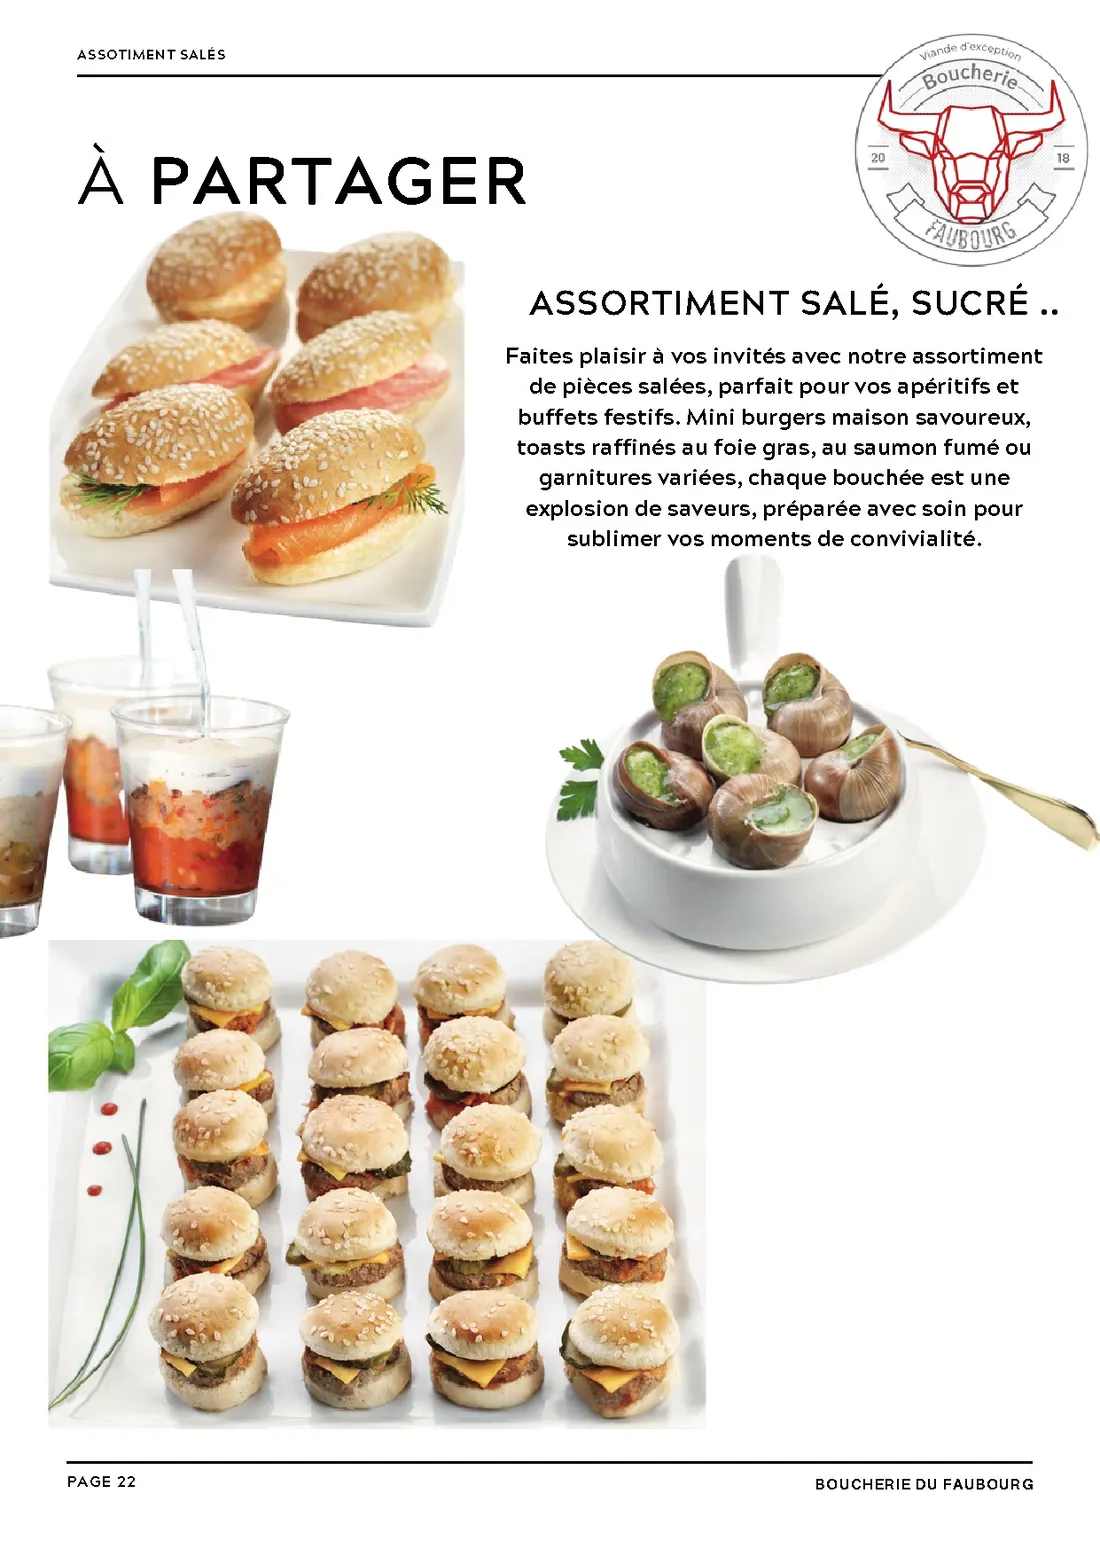 ASSOTIMENT SALÉS
Viande d'exception
Boucherie
20 18
FAUBOURG
À PARTAGER
ASSORTIMENT SALÉ, SUCRÉ ..
Faites plaisir à vos invités avec notre assortiment
de pièces salées, parfait pour vos apéritifs et
buffets festifs. Mini burgers maison savoureux,
toasts raffinés au foie gras, au saumon fumé ou
garnitures variées, chaque bouchée est une
explosion de saveurs, préparée avec soin pour
sublimer vos moments de convivialité.
PAGE 22
BOUCHERIE DU FAUBOURG